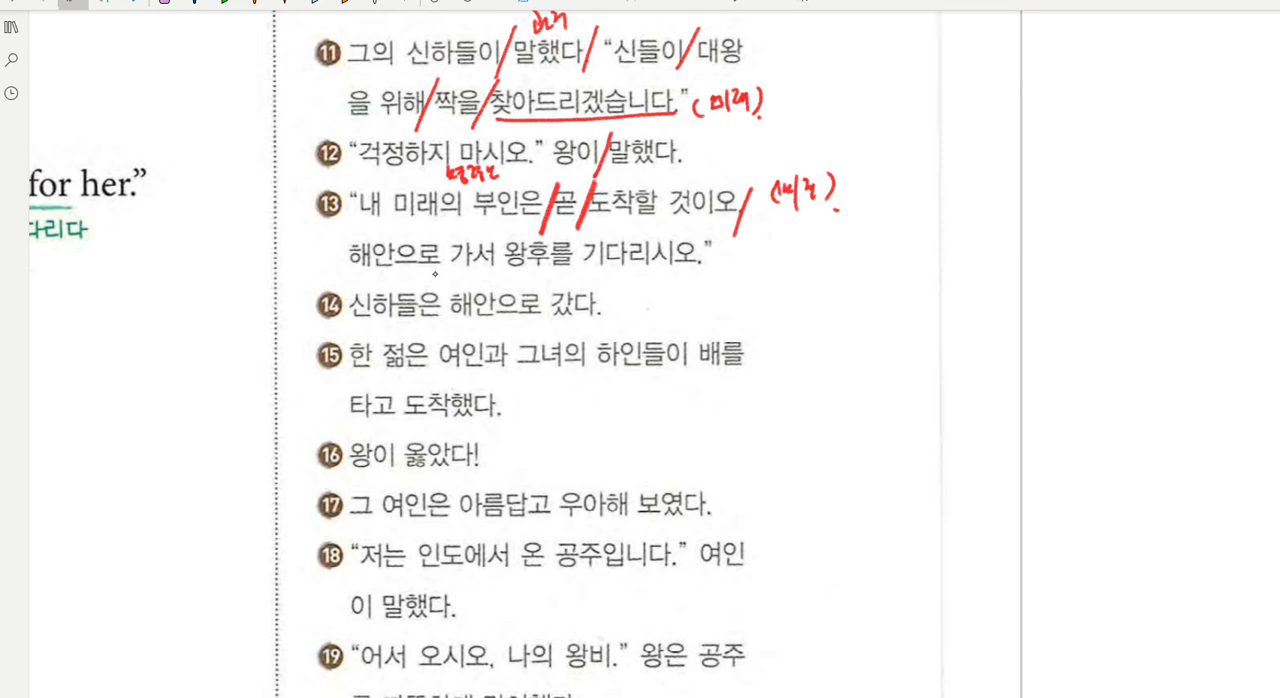 과거
⑪ 그의 신하들이 말했다 “신들이 대왕
을 위해 짝을 찾아드리겠습니다.” (미래)
⑫ “걱정하지 마시오.” 왕이 말했다.
for her.”
명령문
⑬ “내 미래의 부인은 곧 도착할 것이오
다리다
해안으로 가서 왕후를 기다리시오.”
⑭ 신하들은 해안으로 갔다.
⑮ 한 젊은 여인과 그녀의 하인들이 배를
타고 도착했다.
⑯ 왕이 옳았다!
⑰ 그 여인은 아름답고 우아해 보였다.
⑱ “저는 인도에서 온 공주입니다.” 여인
이 말했다.
⑲ “어서 오시오, 나의 왕비.” 왕은 공주